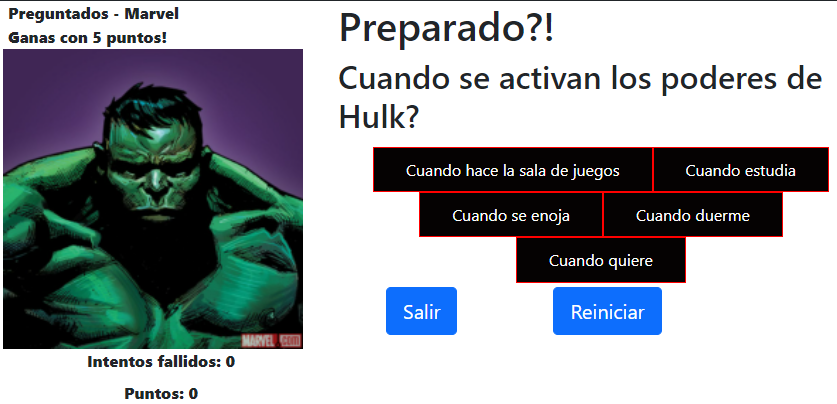 Preguntados - Marvel
Ganas con 5 puntos!
MARVEL.com
Intentos fallidos: 0
Puntos: 0
Preparado?!
Cuando se activan los poderes de
Hulk?
Cuando hace la sala de juegos
Cuando estudia
Cuando se enoja
Cuando duerme
Cuando quiere
Salir
Reiniciar